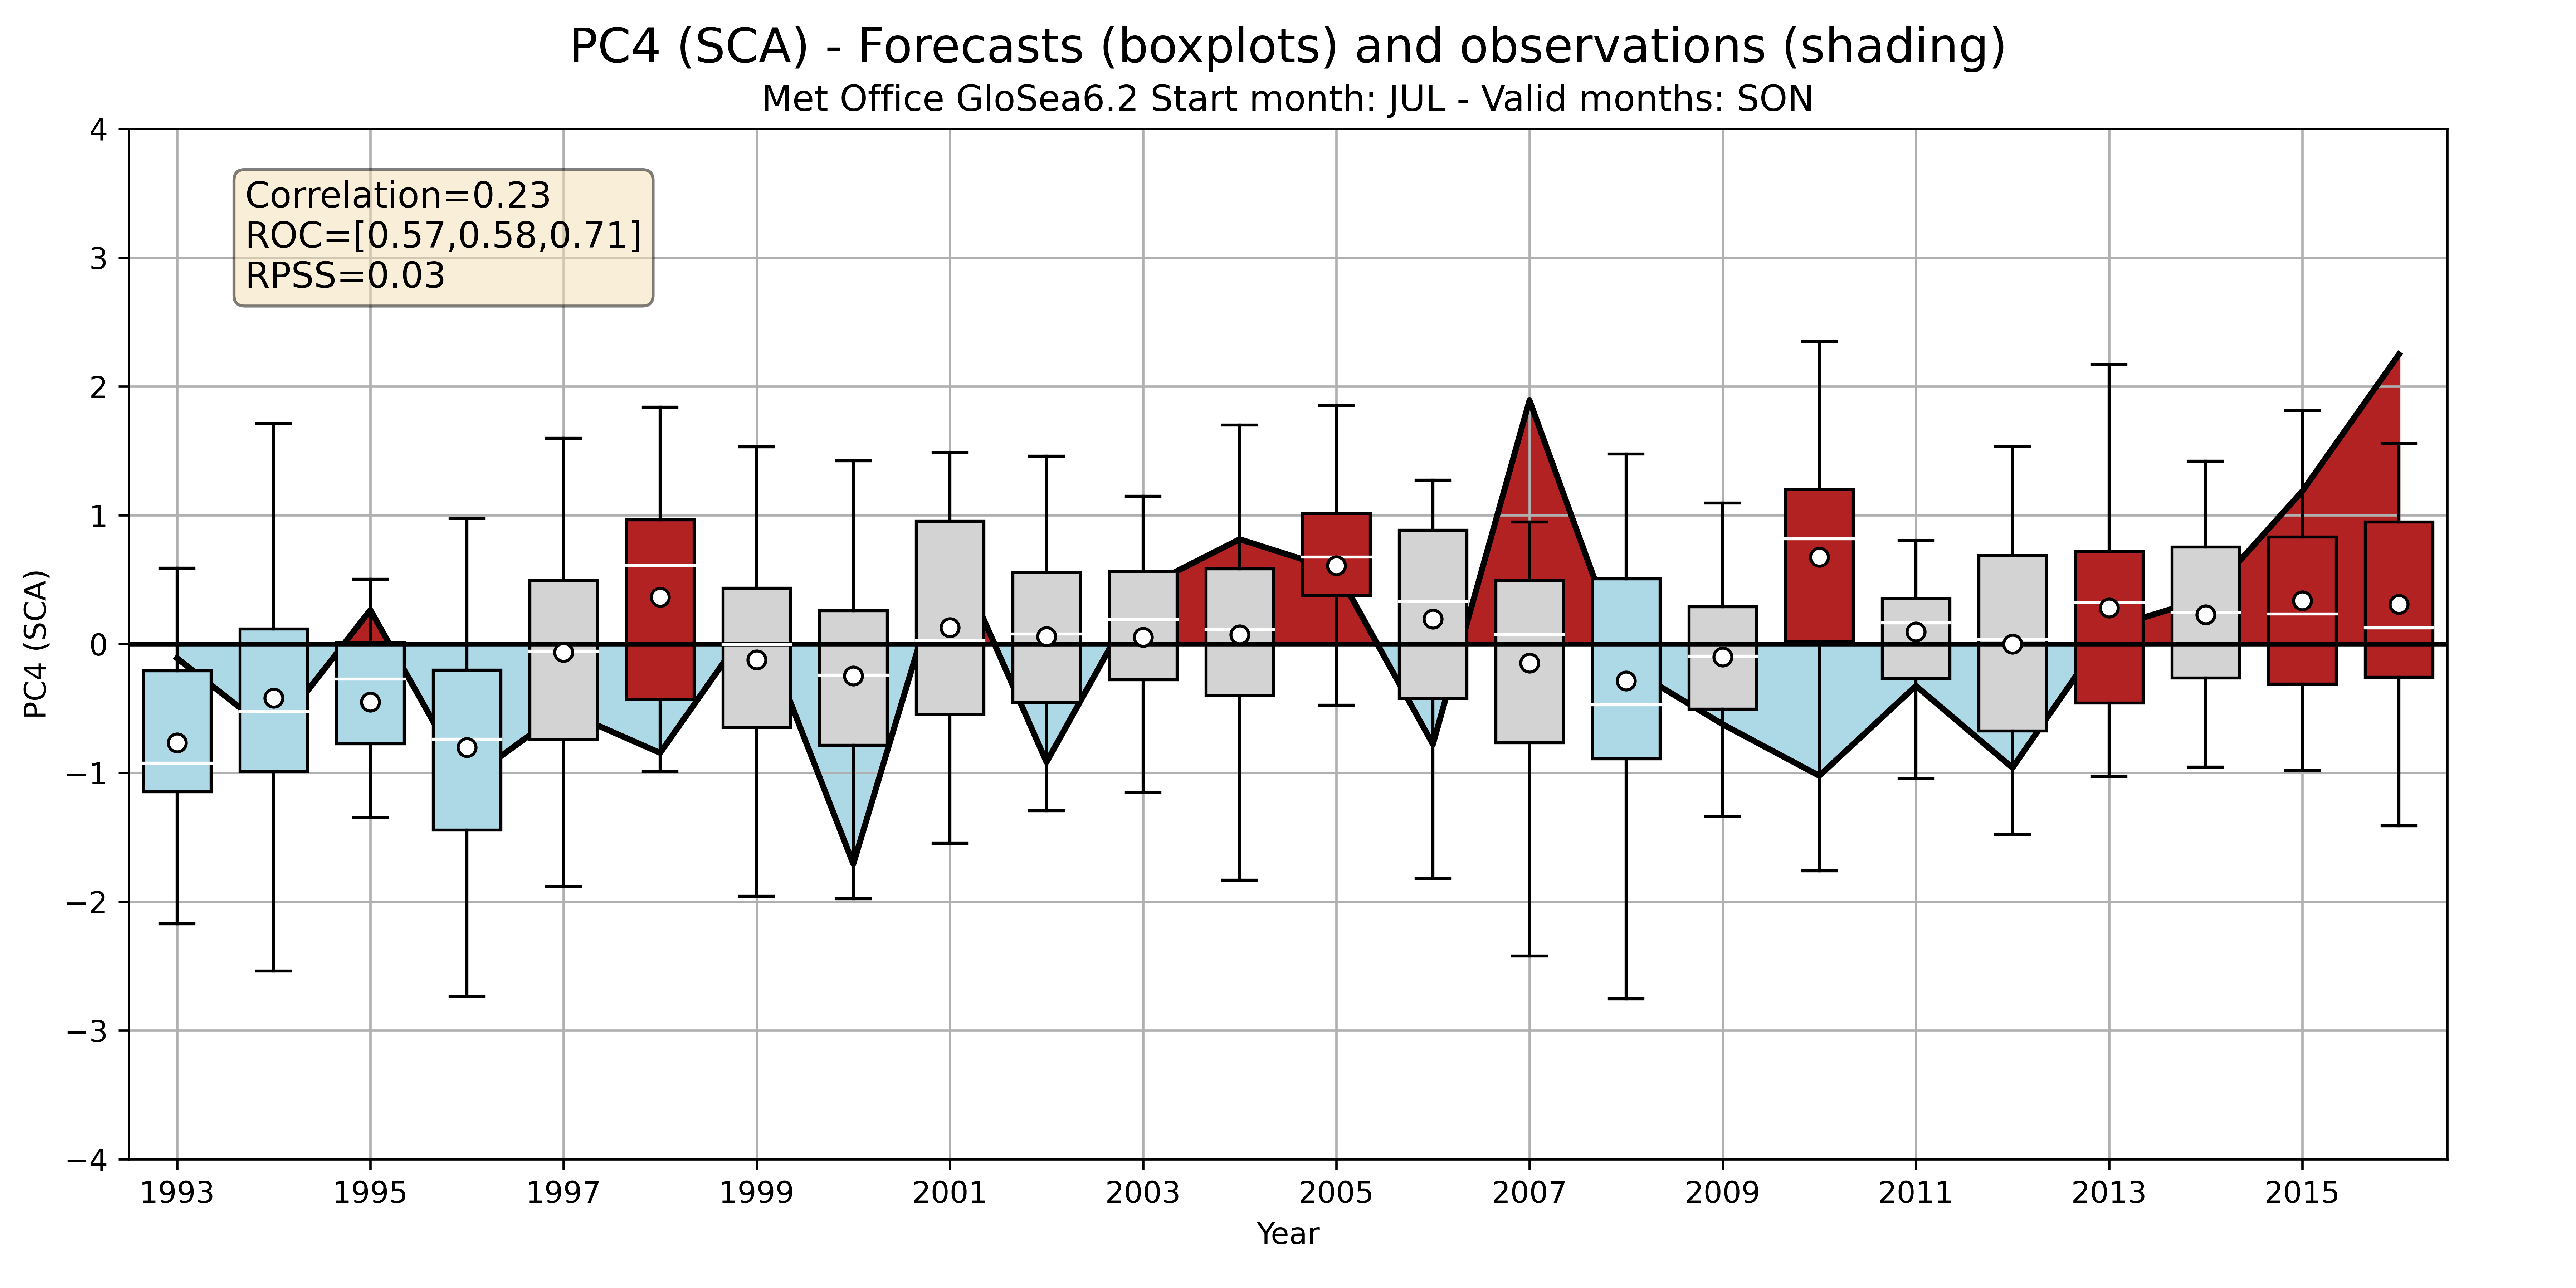 PC4 (SCA) - Forecasts (boxplots) and observations (shading)
Met Office GloSea6.2 Start month: JUL - Valid months: SON
Correlation=0.23
ROC=[0.57,0.58,0.71]
RPSS=0.03
PC4 (SCA)
4
3
2
1
0
−1
−2
−3
−4
1993 1995 1997 1999 2001 2003 2005 2007 2009 2011 2013 2015
Year